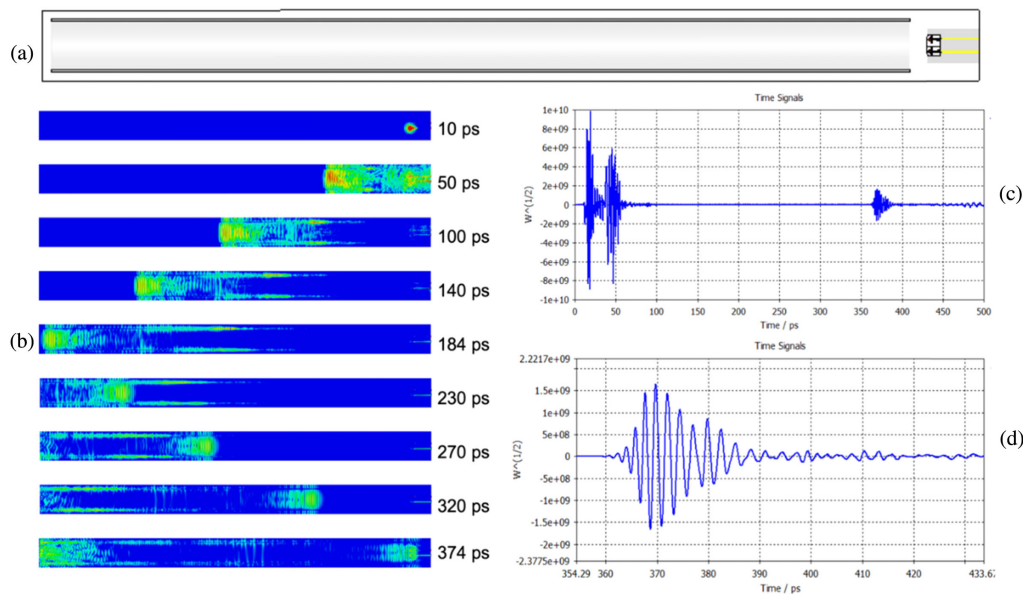 (a)
(b)
10 ps
50 ps
100 ps
140 ps
184 ps
230 ps
270 ps
320 ps
374 ps
Time Signals
1e+10
8e+09
6e+09
4e+09
2e+09
0
-2e+09
-4e+09
-6e+09
-8e+09
-1e+10
W^{1/2}
0 50 100 150 200 250 300 350 400 450 500
Time / ps
(c)
Time Signals
2.2217e+09
1.5e+09
1e+09
5e+08
0
-5e+08
-1e+09
-1.5e+09
-2e+09
-2.3775e+09
W^{1/2}
354.29 360 370 380 390 400 410 420 433.67
Time / ps
(d)